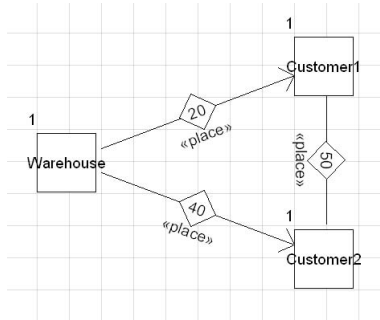 1
Customer1
20
«place»
1
Warehouse
50
«place»
40
«place»
1
Customer2